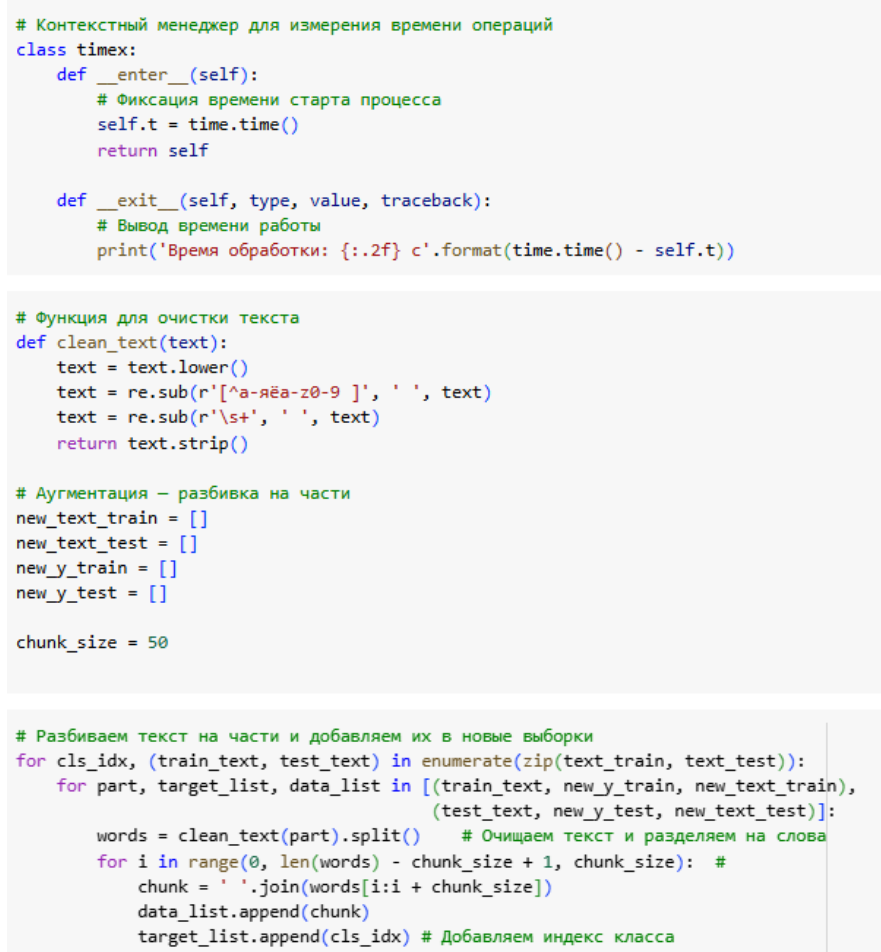 # Контекстный менеджер для измерения времени операций
class timex:
    def __enter__(self):
        # Фиксация времени старта процесса
        self.t = time.time()
        return self
    def __exit__(self, type, value, traceback):
        # Вывод времени работы
        print('Время обработки: {:.2f} с'.format(time.time() - self.t))
# Функция для очистки текста
def clean_text(text):
    text = text.lower()
    text = re.sub(r'[^а-яёa-z0-9 ]', ' ', text)
    text = re.sub(r'\s+', ' ', text)
    return text.strip()
# Аугментация — разбивка на части
new_text_train = []
new_text_test = []
new_y_train = []
new_y_test = []
chunk_size = 50
# Разбиваем текст на части и добавляем их в новые выборки
for cls_idx, (train_text, test_text) in enumerate(zip(text_train, text_test)):
    for part, target_list, data_list in [(train_text, new_y_train, new_text_train),
                                         (test_text, new_y_test, new_text_test)]:
        words = clean_text(part).split()    # Очищаем текст и разделяем на слова
        for i in range(0, len(words) - chunk_size + 1, chunk_size):  #
            chunk = ' '.join(words[i:i + chunk_size])
            data_list.append(chunk)
            target_list.append(cls_idx) # Добавляем индекс класса